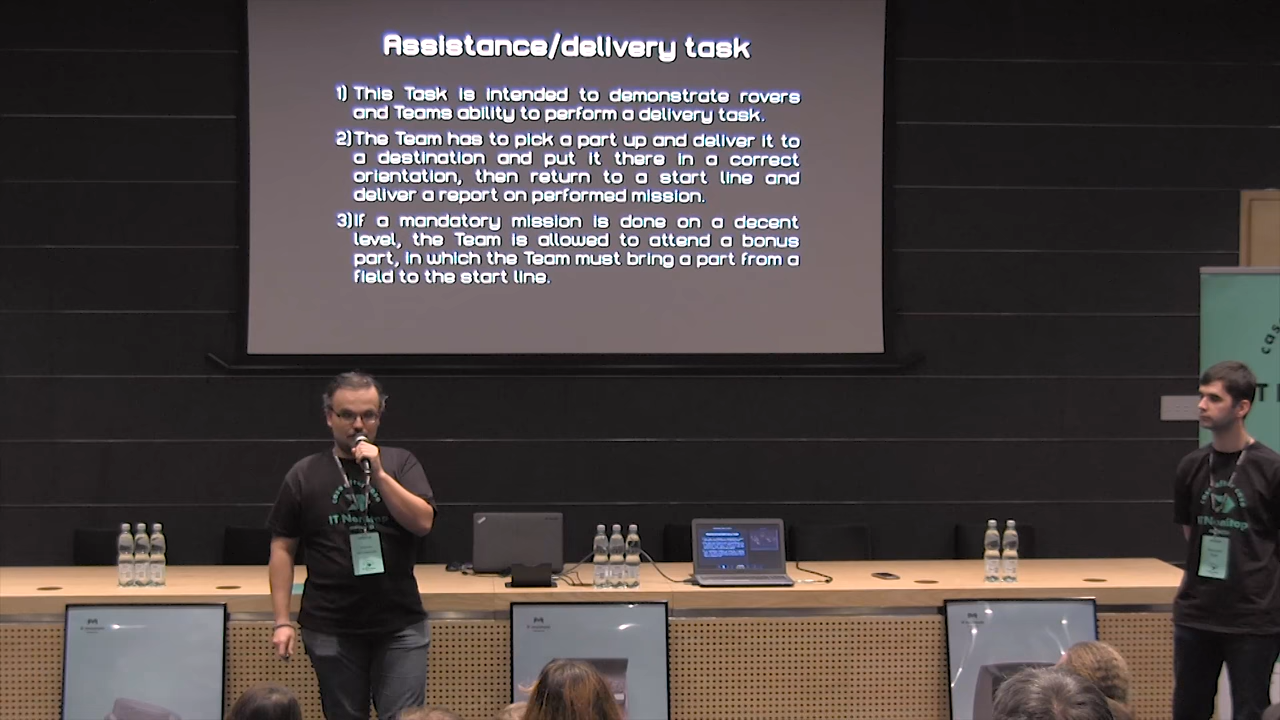 Assistance/delivery task
1) This Task is intended to demonstrate rovers
and Teams ability to perform a delivery task.
2)The Team has to pick a part up and deliver it to
a destination and put it there in a correct
orientation, then return to a start line and
deliver a report on performed mission.
3)If a mandatory mission is done on a decent
level, the Team is allowed to attend a bonus
part, in which the Team must bring a part from a
field to the start line.